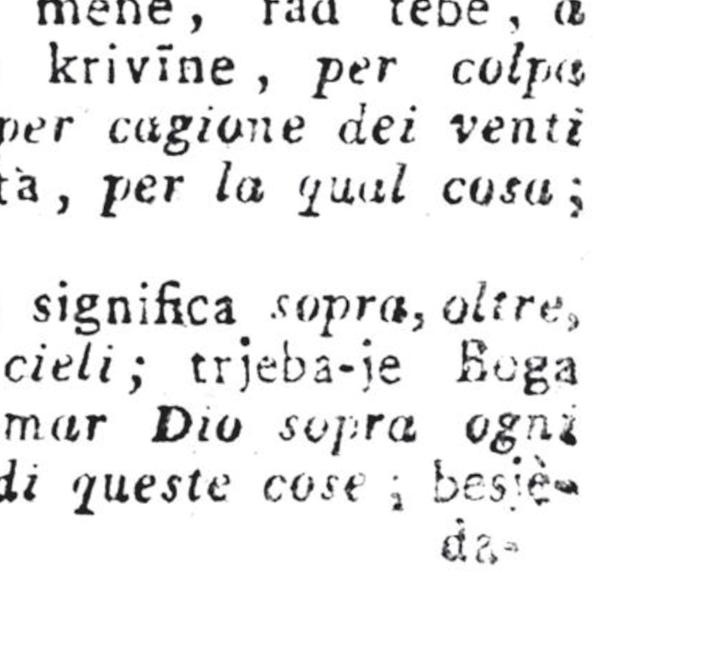 mene, rad tebe, a
krivīne, per colpa
per cagione dei venti
tà, per la qual cosa;
significa sopra, oltre,
cieli; trjeba-je Boga
mar Dio sopra ogni
di queste cose; besjè-
da-